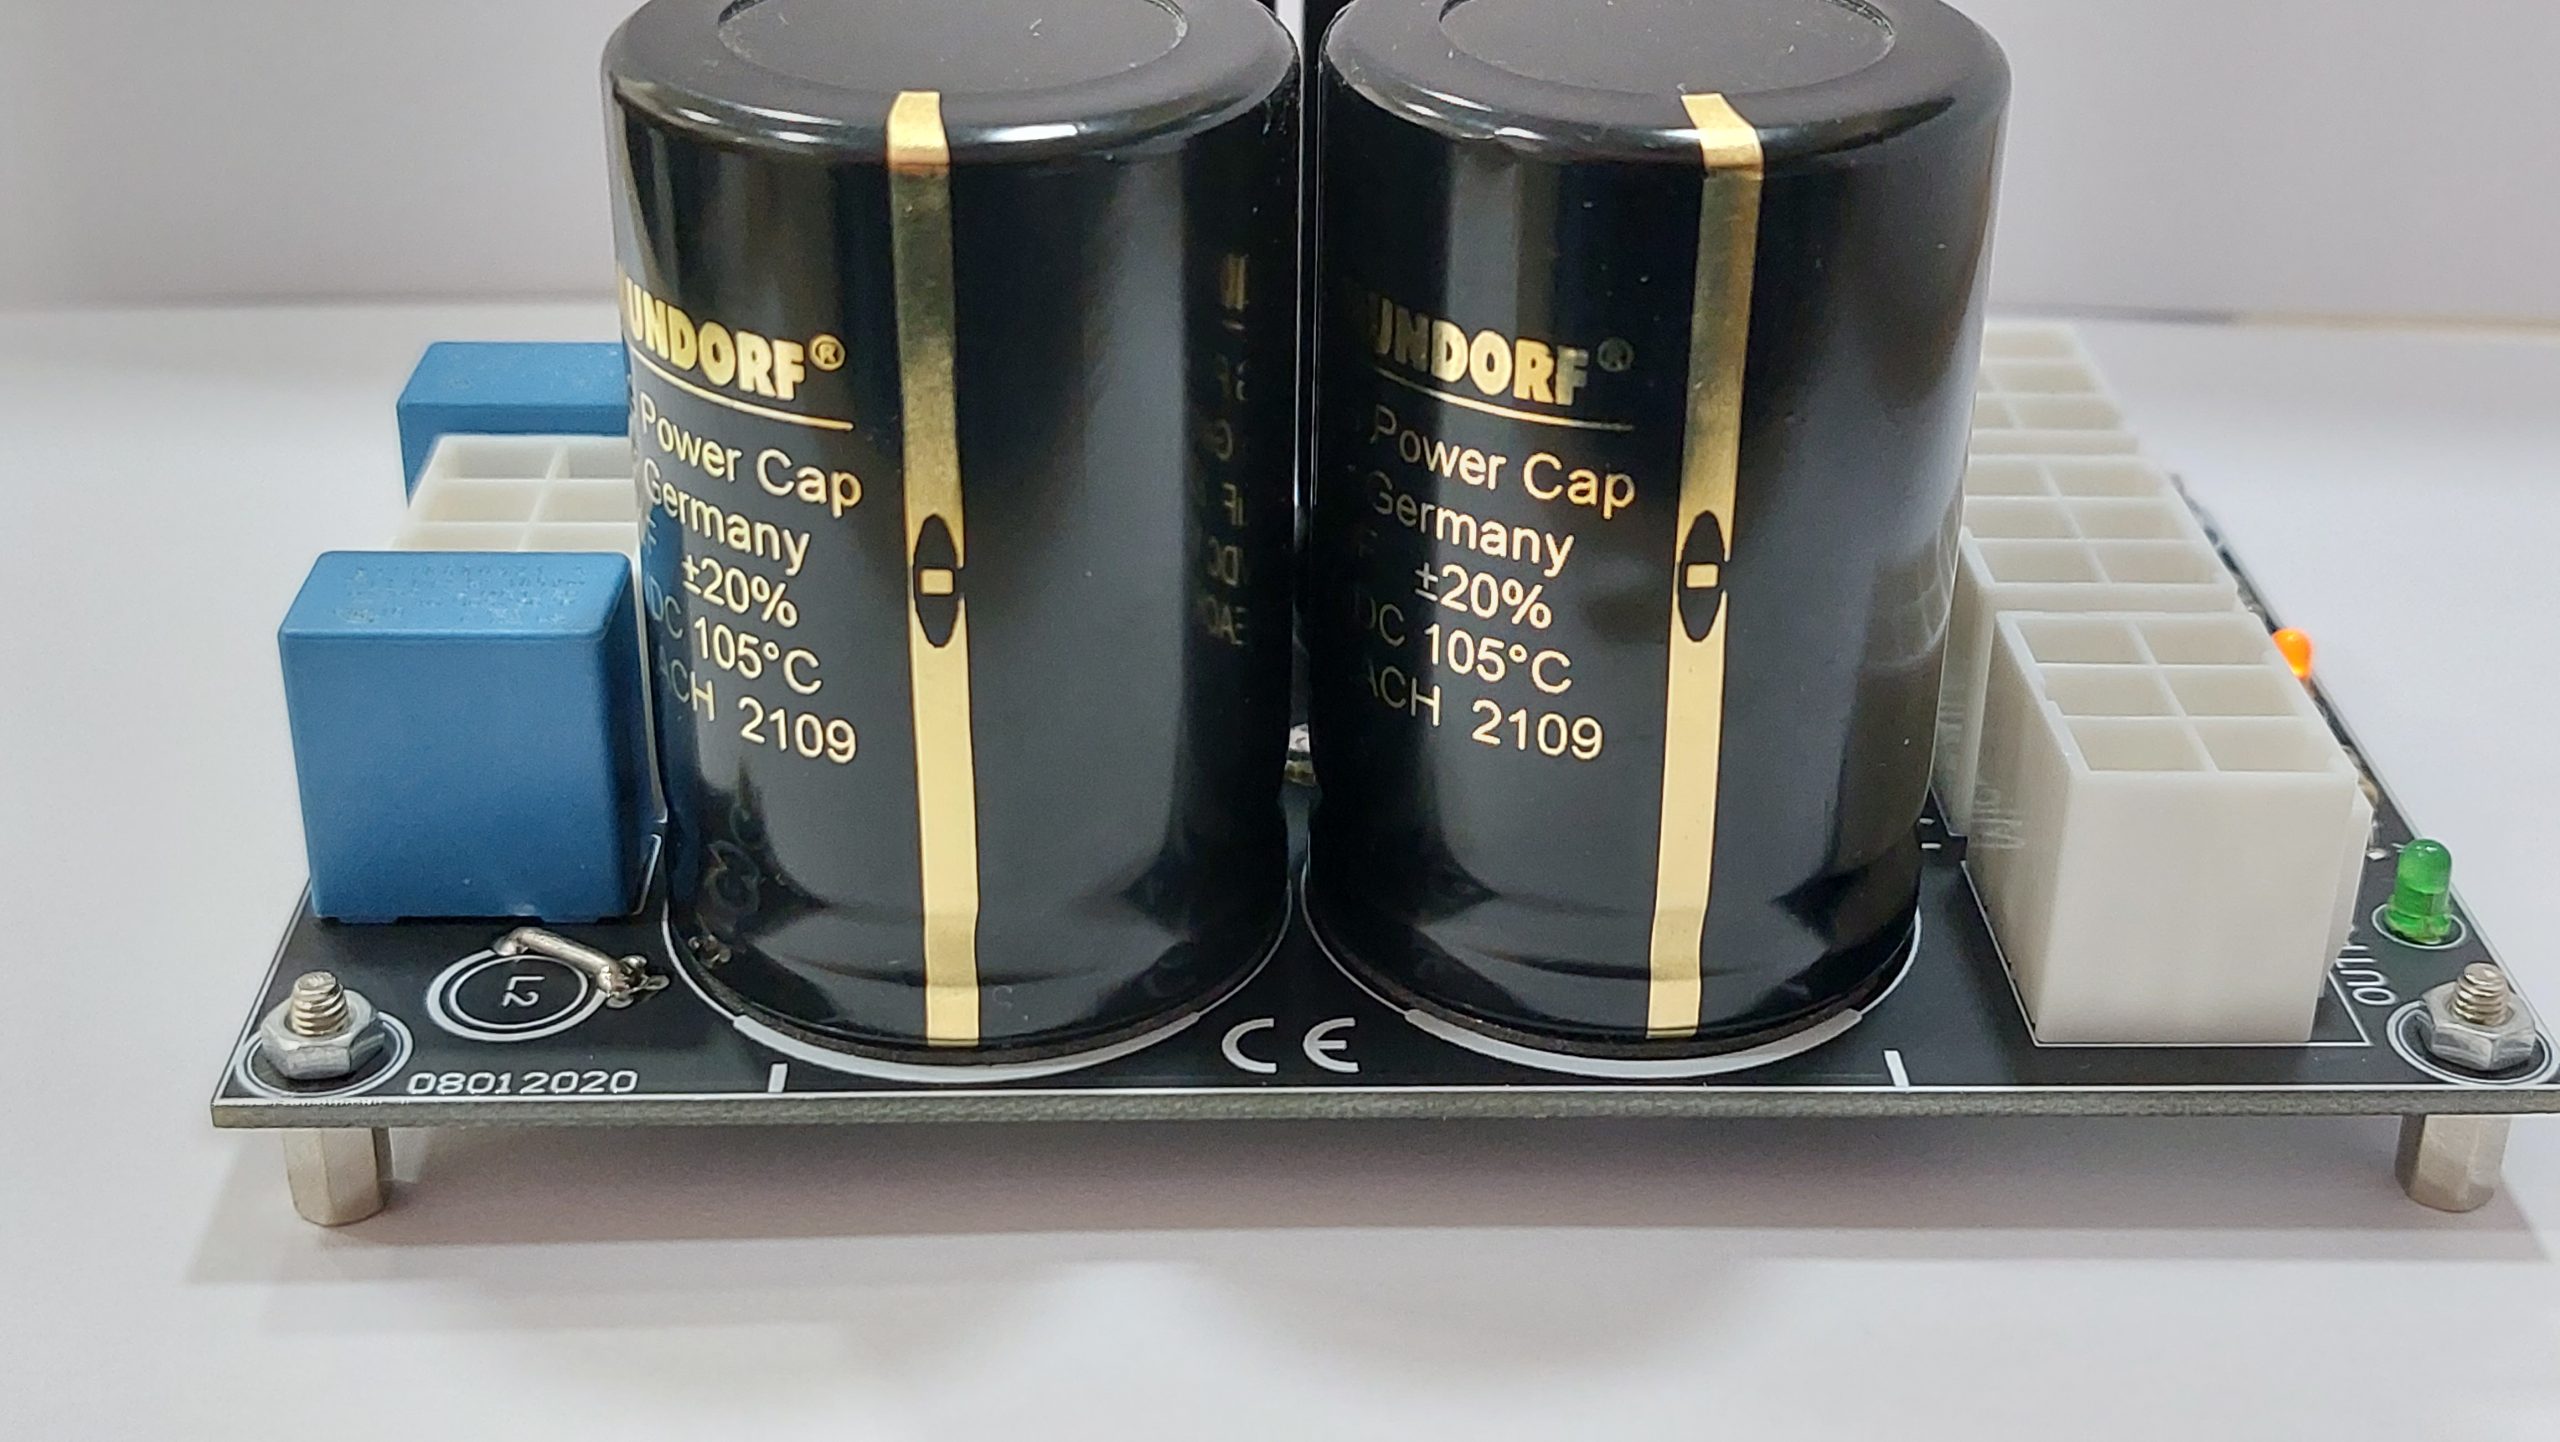 UNDORF®
Power Cap
Germany
±20%
DC 105°C
ACH 2109
UNDORF®
Power Cap
Germany
±20%
DC 105°C
ACH 2109
L2
08012020
CE